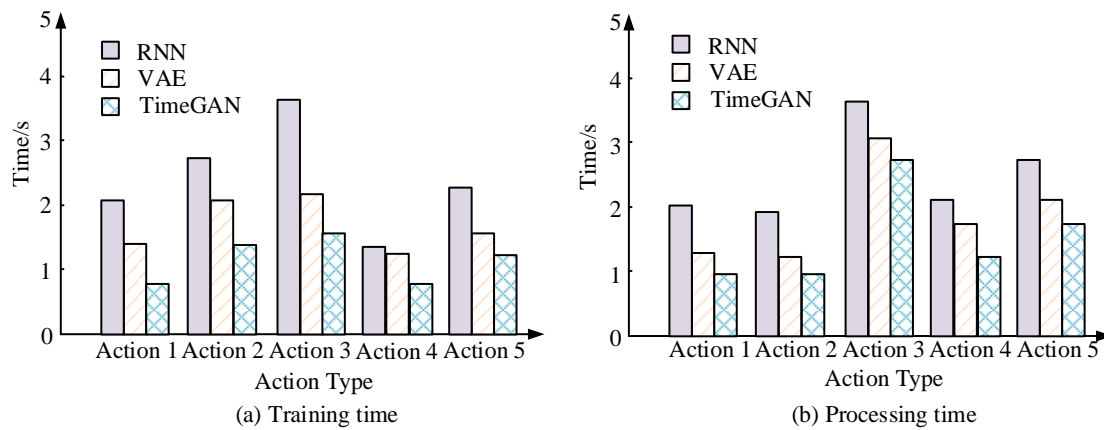 5
4
3
2
1
0
Time/s
RNN
VAE
TimeGAN
Action 1 Action 2 Action 3 Action 4 Action 5
Action Type
(a) Training time
5
4
3
2
1
0
Time/s
RNN
VAE
TimeGAN
Action 1 Action 2 Action 3 Action 4 Action 5
Action Type
(b) Processing time